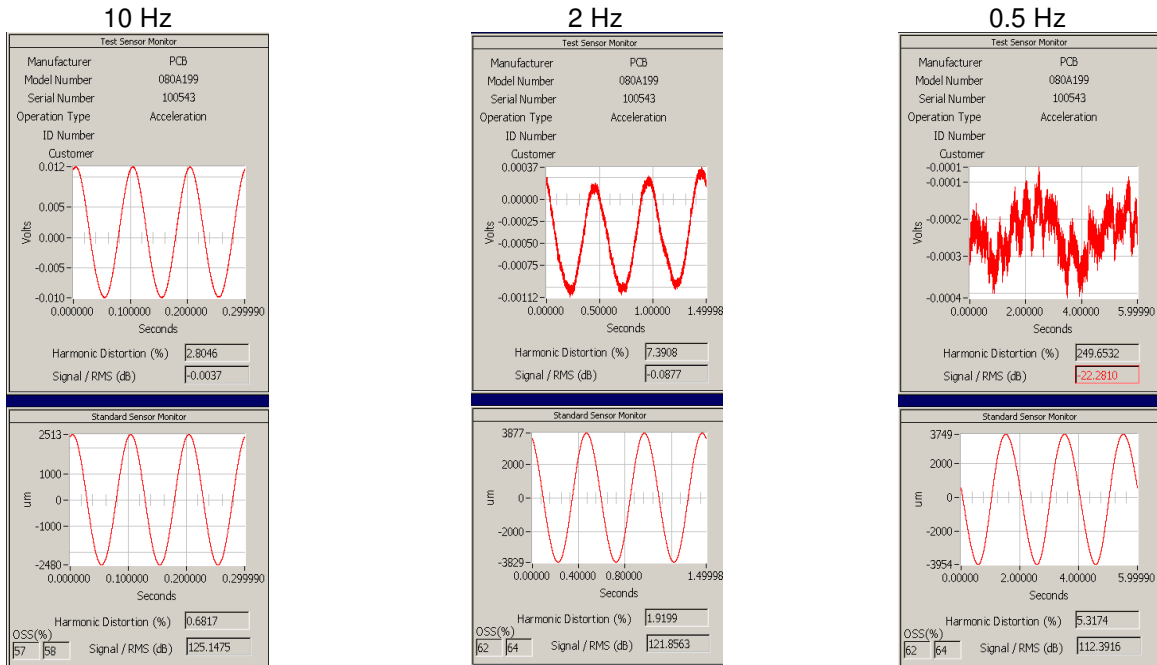 10 Hz
Test Sensor Monitor
Manufacturer PCB
Model Number 080A199
Serial Number 100543
Operation Type Acceleration
ID Number
Customer
0.012
0.005
0.000
-0.005
-0.010
Volts
0.000000 0.100000 0.200000 0.299990
Seconds
Harmonic Distortion (%) 2.8046
Signal / RMS (dB) -0.0037
Standard Sensor Monitor
2513
1000
0
-1000
-2480
um
0.000000 0.100000 0.200000 0.299990
Seconds
Harmonic Distortion (%) 0.6817
OSS(%)
57 58 Signal / RMS (dB) 125.1475
2 Hz
Test Sensor Monitor
Manufacturer PCB
Model Number 080A199
Serial Number 100543
Operation Type Acceleration
ID Number
Customer
0.00037
0.00000
-0.00025
-0.00050
-0.00075
-0.00112
Volts
0.00000 0.50000 1.00000 1.49998
Seconds
Harmonic Distortion (%) 7.3908
Signal / RMS (dB) -0.0877
Standard Sensor Monitor
3877
2000
0
-2000
-3829
um
0.00000 0.40000 0.80000 1.49998
Seconds
Harmonic Distortion (%) 1.9199
OSS(%)
62 64 Signal / RMS (dB) 121.8563
0.5 Hz
Test Sensor Monitor
Manufacturer PCB
Model Number 080A199
Serial Number 100543
Operation Type Acceleration
ID Number
Customer
-0.0001
-0.0001
-0.0002
-0.0003
-0.0004
Volts
0.00000 2.00000 4.00000 5.99990
Seconds
Harmonic Distortion (%) 249.6532
Signal / RMS (dB) -22.2810
Standard Sensor Monitor
3749
2000
0
-2000
-3954
um
0.00000 2.00000 4.00000 5.99990
Seconds
Harmonic Distortion (%) 5.3174
OSS(%)
62 64 Signal / RMS (dB) 112.3916